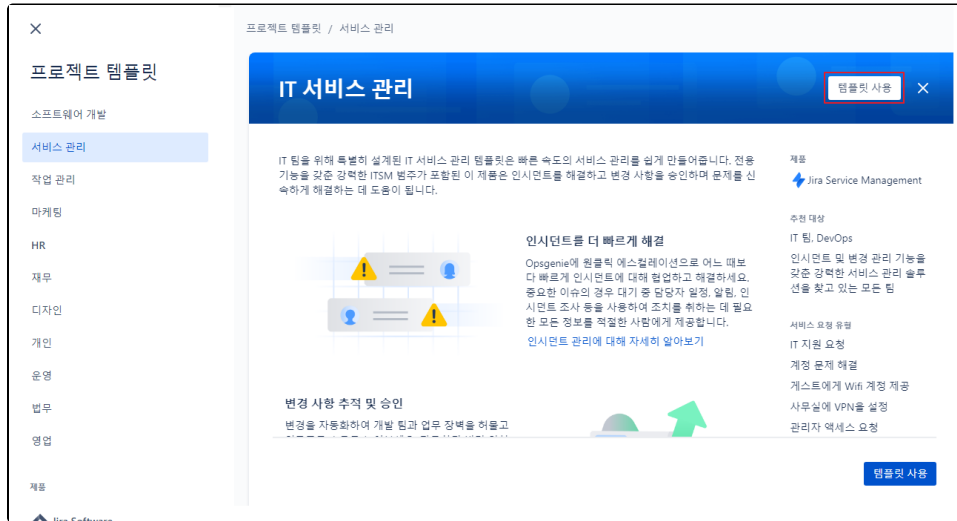 프로젝트 템플릿 / 서비스 관리
프로젝트 템플릿
소프트웨어 개발
서비스 관리
작업 관리
마케팅
HR
재무
디자인
개인
운영
법무
영업
제품
Jira Software
IT 서비스 관리
템플릿 사용
IT 팀을 위해 특별히 설계된 IT 서비스 관리 템플릿은 빠른 속도의 서비스 관리를 쉽게 만들어줍니다. 전용
기능을 갖춘 강력한 ITSM 범주가 포함된 이 제품은 인시던트를 해결하고 변경 사항을 승인하며 문제를 신
속하게 해결하는 데 도움이 됩니다.
인시던트를 더 빠르게 해결
Opsgenie에 원클릭 에스컬레이션으로 어느 때보
다 빠르게 인시던트에 대해 협업하고 해결하세요.
중요한 이슈의 경우 대기 중 담당자 일정, 알림, 인
시던트 조사 등을 사용하여 조치를 취하는 데 필요
한 모든 정보를 적절한 사람에게 제공합니다.
인시던트 관리에 대해 자세히 알아보기
변경 사항 추적 및 승인
변경을 자동화하여 개발 팀과 업무 장벽을 허물고
제품
Jira Service Management
추천 대상
IT 팀, DevOps
인시던트 및 변경 관리 기능을
갖춘 강력한 서비스 관리 솔루
션을 찾고 있는 모든 팀
서비스 요청 유형
IT 지원 요청
계정 문제 해결
게스트에게 Wifi 계정 제공
사무실에 VPN을 설정
관리자 액세스 요청
템플릿 사용